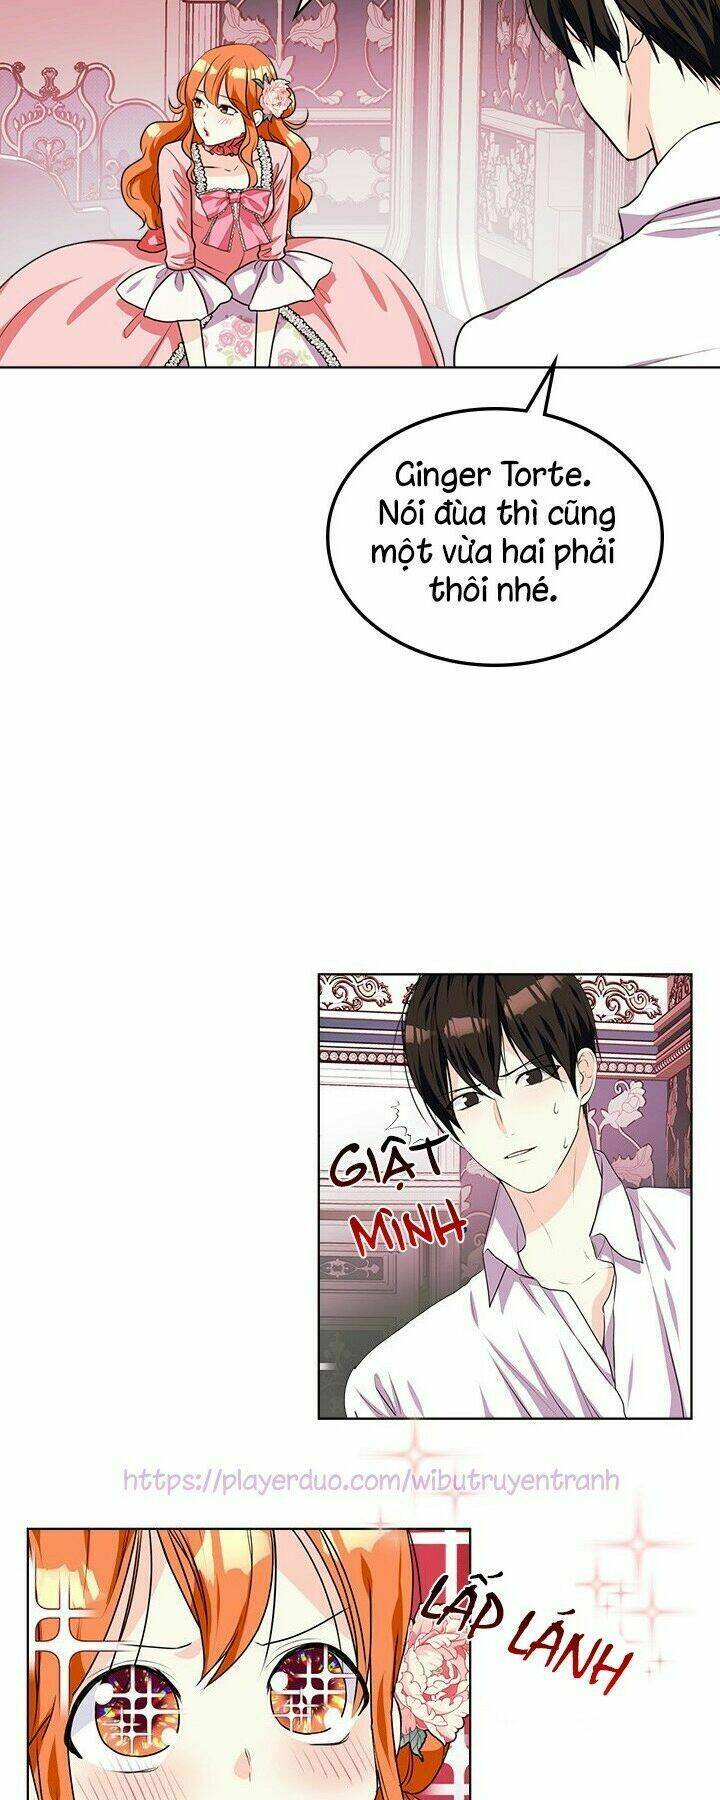 Ginger Torte.
Nói đùa thì cũng
một vừa hai phải
thôi nhé.
GIẬT
MÌNH
https://playerduo.com/wibutruyentranh
LẤP LÁNH